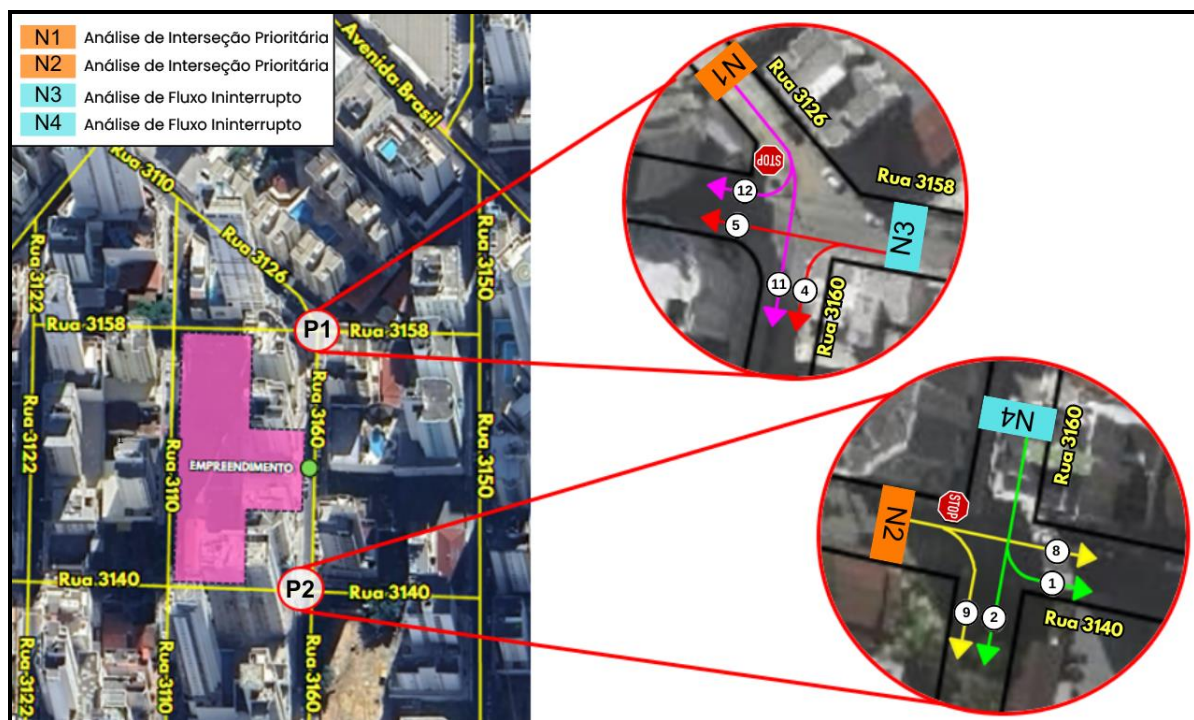 N1 Análise de Interseção Prioritária
N2 Análise de Interseção Prioritária
N3 Análise de Fluxo Ininterrupto
N4 Análise de Fluxo Ininterrupto
Avenida Brasil
Rua 3110
Rua 3126
Rua 3122
Rua 3150
Rua 3158
P1
Rua 3158
Rua 3160
EMPREENDIMENTO
Rua 3110
Rua 3122
Rua 3150
Rua 3140
P2
Rua 3140
Rua 3122
Rua 3110
Rua 3160
N1
Rua 3126
STOP
Rua 3158
12
5
N3
11
4
Rua 3160
N4
Rua 3160
STOP
N2
8
1
9
2
Rua 3140